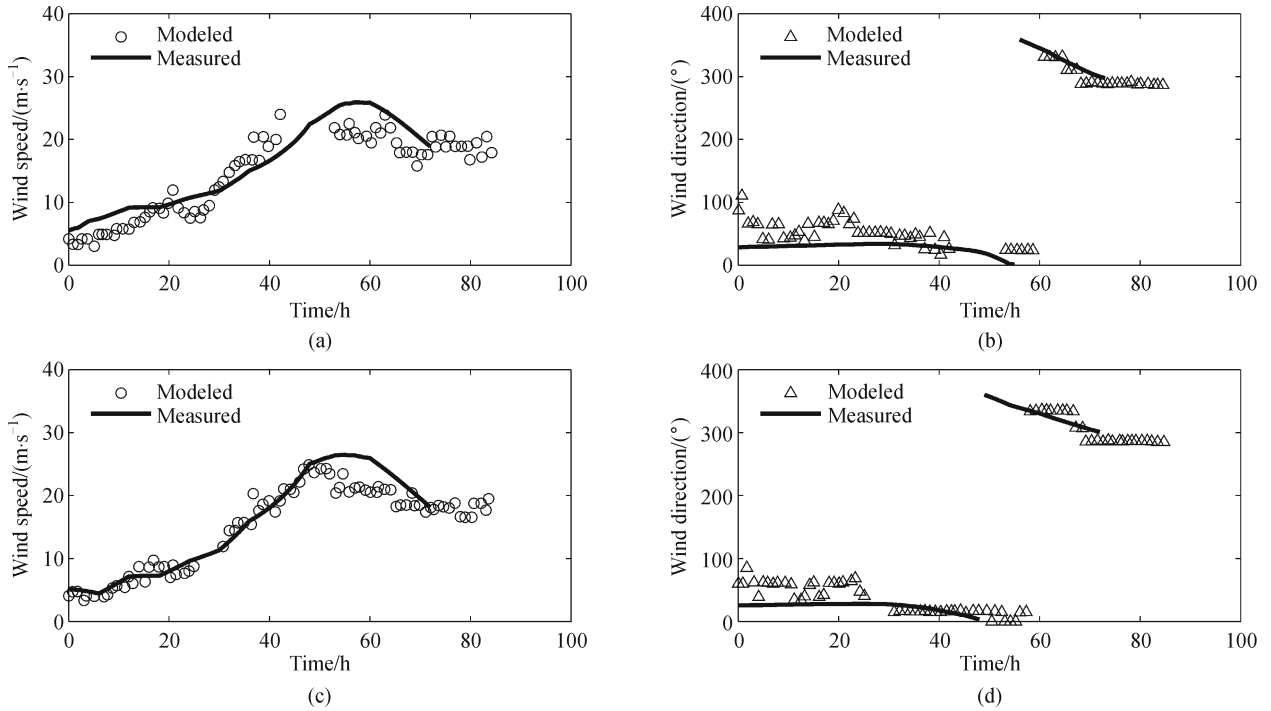 40
30
20
10
0
Wind speed/(m·s⁻¹)
Modeled
Measured
0 20 40 60 80 100
Time/h
(a)
400
300
200
100
0
Wind direction/(°)
Modeled
Measured
0 20 40 60 80 100
Time/h
(b)
40
30
20
10
0
Wind speed/(m·s⁻¹)
Modeled
Measured
0 20 40 60 80 100
Time/h
(c)
400
300
200
100
0
Wind direction/(°)
Modeled
Measured
0 20 40 60 80 100
Time/h
(d)